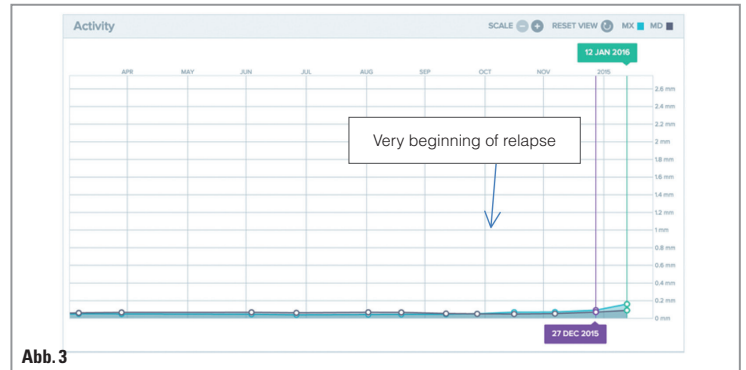 Activity
SCALE RESET VIEW MX MD
12 JAN 2016
APR MAY JUN JUL AUG SEP OCT NOV 2015
2.6 mm
2.4 mm
2.2 mm
2 mm
1.8 mm
1.6 mm
1.4 mm
1.2 mm
1 mm
0.8 mm
0.6 mm
0.4 mm
0.2 mm
0 mm
Very beginning of relapse
27 DEC 2015
Abb. 3